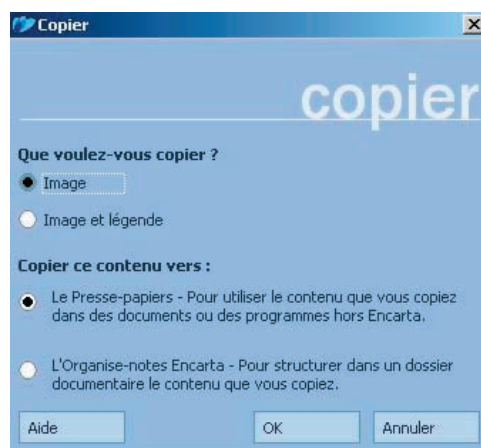 Copier
copier
Que voulez-vous copier ?
Image
Image et légende
Copier ce contenu vers :
Le Presse-papiers - Pour utiliser le contenu que vous copiez
dans des documents ou des programmes hors Encarta.
L'Organise-notes Encarta - Pour structurer dans un dossier
documentaire le contenu que vous copiez.
Aide
OK
Annuler